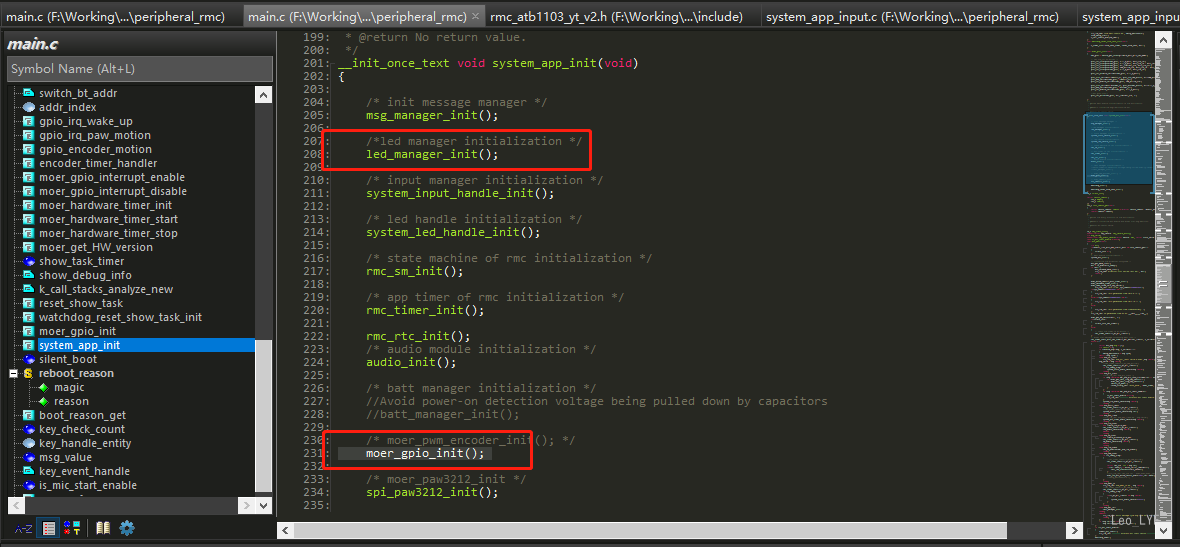 main.c (F:\Working\...\peripheral_rmc)
main.c (F:\Working\...\peripheral_rmc) ×
rmc_atb1103_yt_v2.h (F:\Working\...\include)
system_app_input.c (F:\Working\...\peripheral_rmc)
system_app_inpu
main.c
Symbol Name (Alt+L)
switch_bt_addr
addr_index
gpio_irq_wake_up
gpio_irq_paw_motion
gpio_encoder_motion
encoder_timer_handler
moer_gpio_interrupt_enable
moer_gpio_interrupt_disable
moer_hardware_timer_init
moer_hardware_timer_start
moer_hardware_timer_stop
moer_get_HW_version
show_task_timer
show_debug_info
k_call_stacks_analyze_new
reset_show_task
watchdog_reset_show_task_init
moer_gpio_init
system_app_init
silent_boot
reboot_reason
magic
reason
boot_reason_get
key_check_count
key_handle_entity
msg_value
key_event_handle
is_mic_start_enable
A-Z
199: * @return No return value.
200: */
201: __init_once_text void system_app_init(void)
202: {
203:
204: /* init message manager */
205: msg_manager_init();
206:
207: /*led manager initialization */
208: led_manager_init();
209:
210: /* input manager initialization */
211: system_input_handle_init();
212:
213: /* led handle initialization */
214: system_led_handle_init();
215:
216: /* state machine of rmc initialization */
217: rmc_sm_init();
218:
219: /* app timer of rmc initialization */
220: rmc_timer_init();
221:
222: rmc_rtc_init();
223: /* audio module initialization */
224: audio_init();
225:
226: /* batt manager initialization */
227: //Avoid power-on detection voltage being pulled down by capacitors
228: //batt_manager_init();
229:
230: /* moer_pwm_encoder_init(); */
231: moer_gpio_init();
232:
233: /* moer_paw3212_init */
234: spi_paw3212_init();
235:
Leo LY